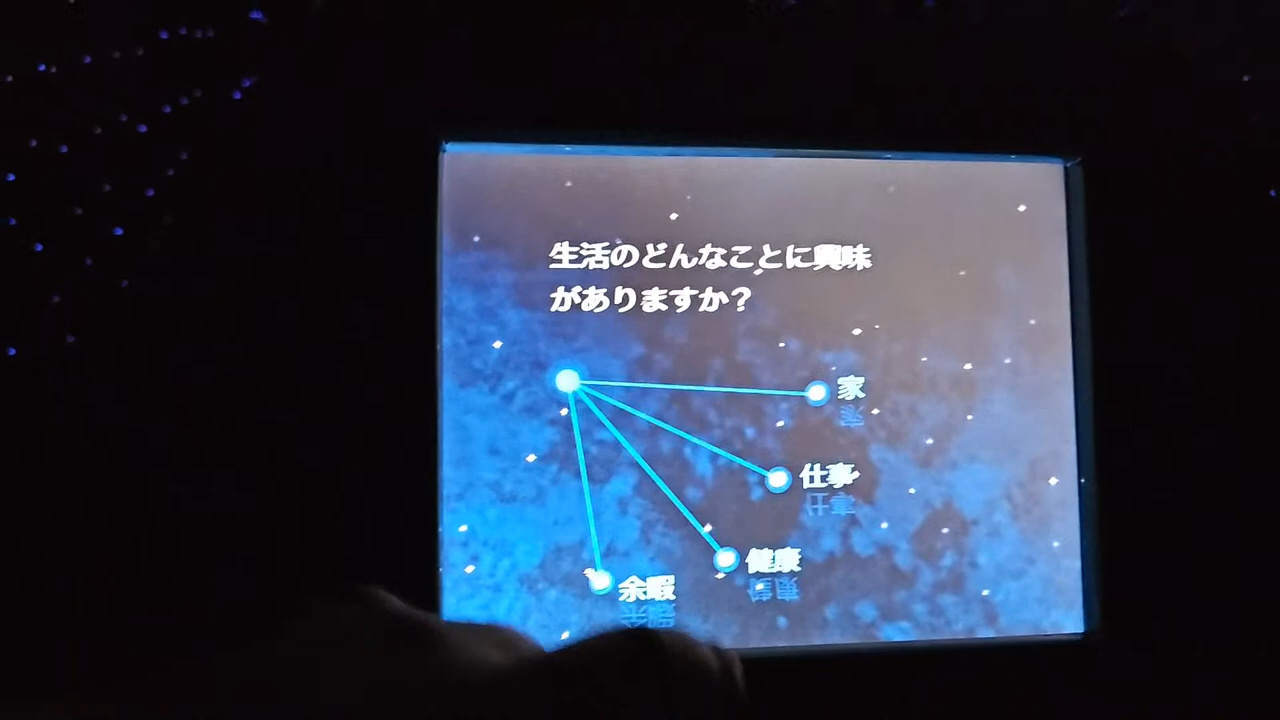 生活のどんなことに興味
がありますか?
家
仕事
健康
余暇